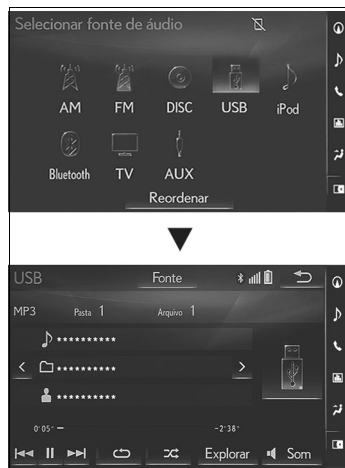 Selecionar fonte de áudio
AM FM DISC USB iPod
Bluetooth TV AUX
Reordenar
USB Fonte
MP3 Pasta 1 Arquivo 1
**********
**********
**********
0'05" -2'38"
Explorar Som